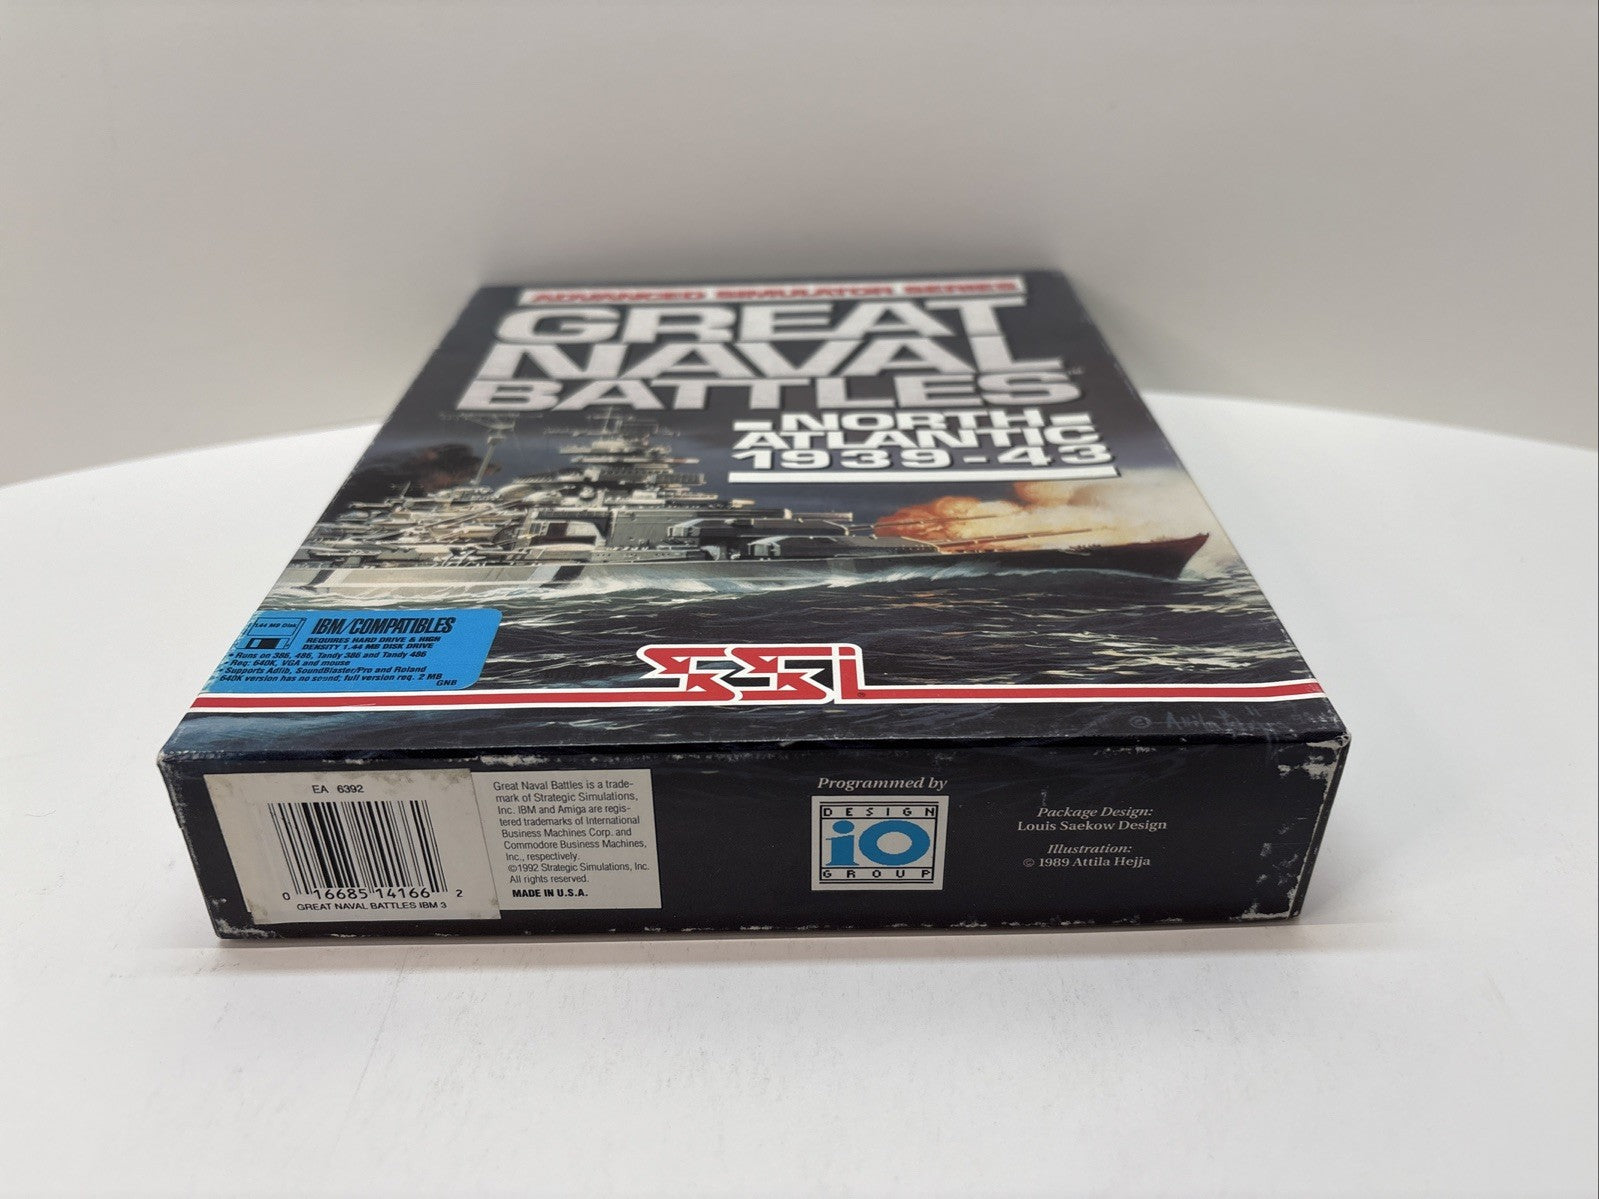 ADVANCED SIMULATOR SERIES
GREAT
NAVAL
BATTLES
NORTH
ATLANTIC
1939-43
1.44 MB Disk
IBM/COMPATIBLES
REQUIRES HARD DRIVE & HIGH
DENSITY 1.44 MB DISK DRIVE
• Runs on 386, 486, Tandy 386 and Tandy 486
• Req: 640K, VGA and mouse
• Supports Adlib, SoundBlaster/Pro and Roland
640K version has no sound; full version req. 2 MB
GNB
SSi
EA 6392
0 16685 14166 2
GREAT NAVAL BATTLES IBM 3
Great Naval Battles is a trade-
mark of Strategic Simulations,
Inc. IBM and Amiga are regis-
tered trademarks of International
Business Machines Corp. and
Commodore Business Machines,
Inc., respectively.
©1992 Strategic Simulations, Inc.
All rights reserved.
MADE IN U.S.A.
Programmed by
DESIGN
iO
GROUP
Package Design:
Louis Saekow Design
Illustration:
© 1989 Attila Hejja